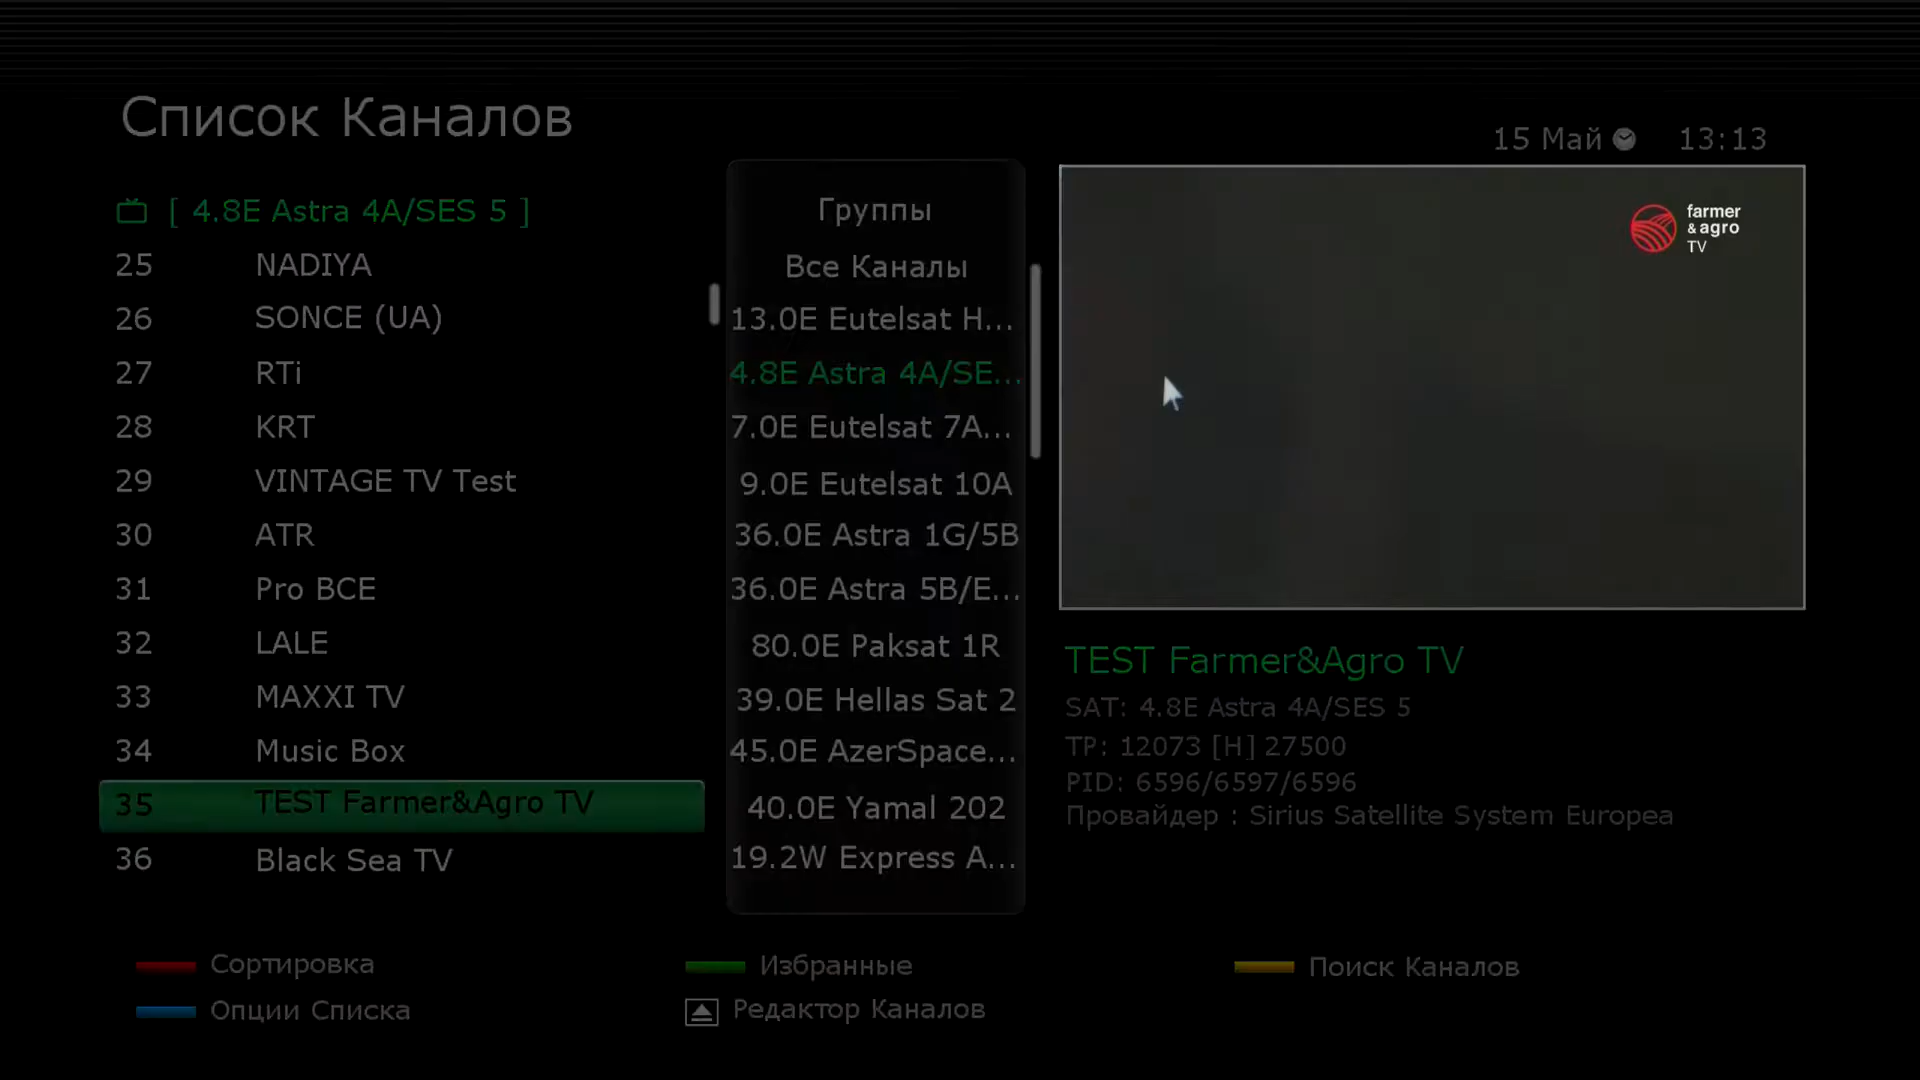 Список Каналов
15 Май 13:13
[ 4.8E Astra 4A/SES 5 ]
25 NADIYA
26 SONCE (UA)
27 RTi
28 KRT
29 VINTAGE TV Test
30 ATR
31 Pro BCE
32 LALE
33 MAXXI TV
34 Music Box
35 TEST Farmer&Agro TV
36 Black Sea TV
Группы
Все Каналы
13.0E Eutelsat H...
4.8E Astra 4A/SE...
7.0E Eutelsat 7A...
9.0E Eutelsat 10A
36.0E Astra 1G/5B
36.0E Astra 5B/E...
80.0E Paksat 1R
39.0E Hellas Sat 2
45.0E AzerSpace...
40.0E Yamal 202
19.2W Express A...
farmer
& agro
TV
TEST Farmer&Agro TV
SAT: 4.8E Astra 4A/SES 5
TP: 12073 [H] 27500
PID: 6596/6597/6596
Провайдер : Sirius Satellite System Europea
Сортировка
Избранные
Поиск Каналов
Опции Списка
Редактор Каналов